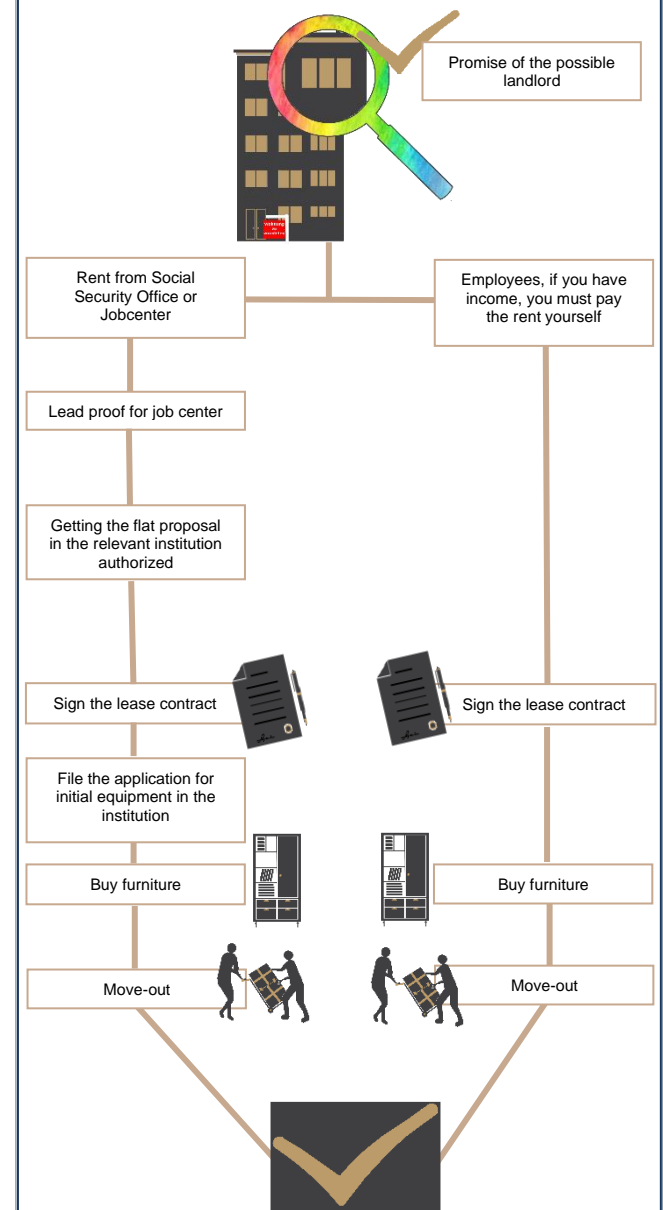 Promise of the possible
landlord
Rent from Social
Security Office or
Jobcenter
Employees, if you have
income, you must pay
the rent yourself
Lead proof for job center
Getting the flat proposal
in the relevant institution
authorized
Sign the lease contract
Sign the lease contract
File the application for
initial equipment in the
institution
Buy furniture
Buy furniture
Move-out
Move-out